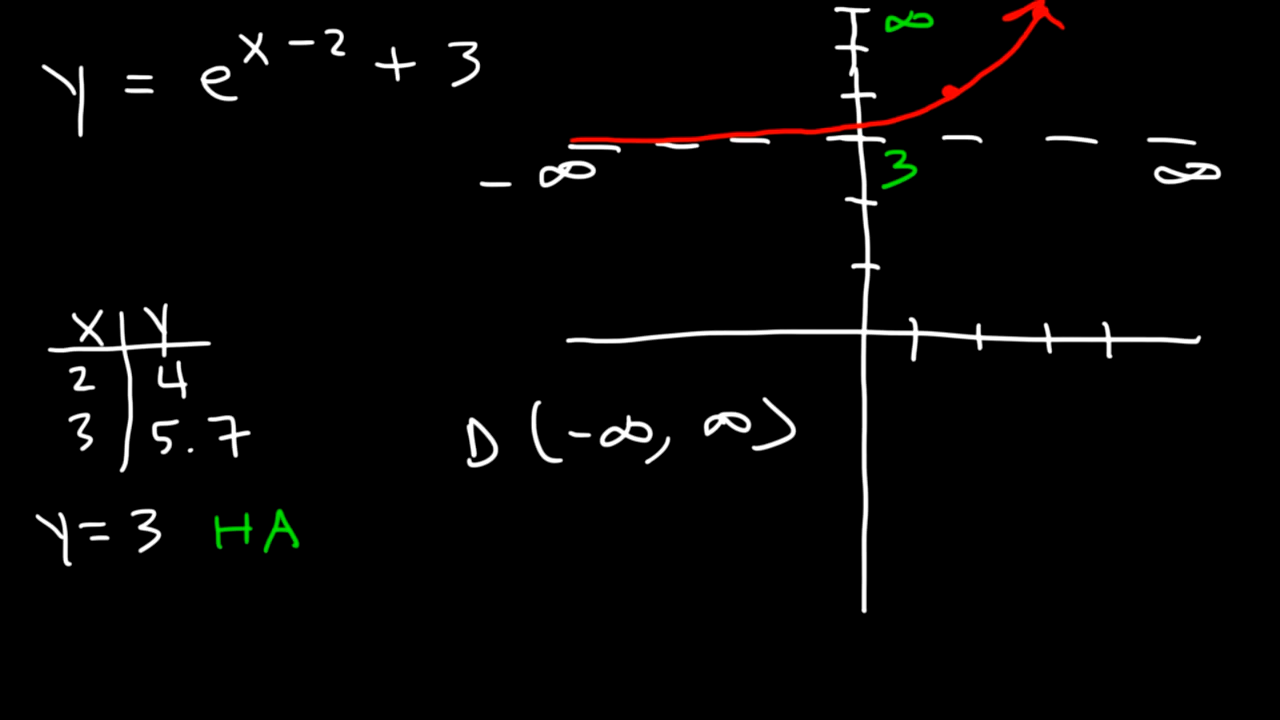 y = e^{x-2} + 3
∞
3
-∞
∞
x y
2 4
3 5.7
D (-∞, ∞)
y = 3 HA